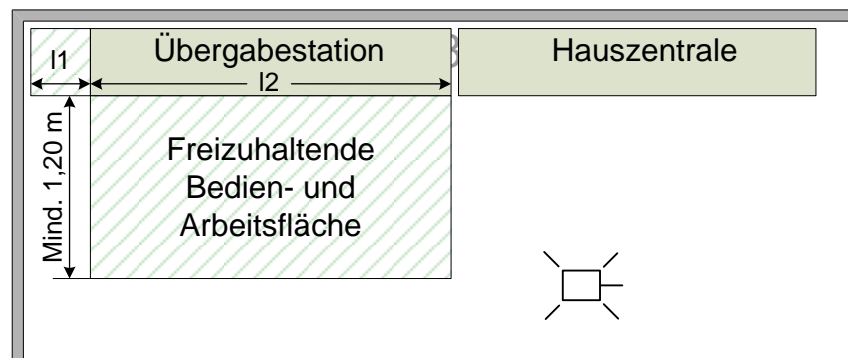 Übergabestation
Hauszentrale
l1
l2
Mind. 1,20 m
Freizuhaltende
Bedien- und
Arbeitsfläche